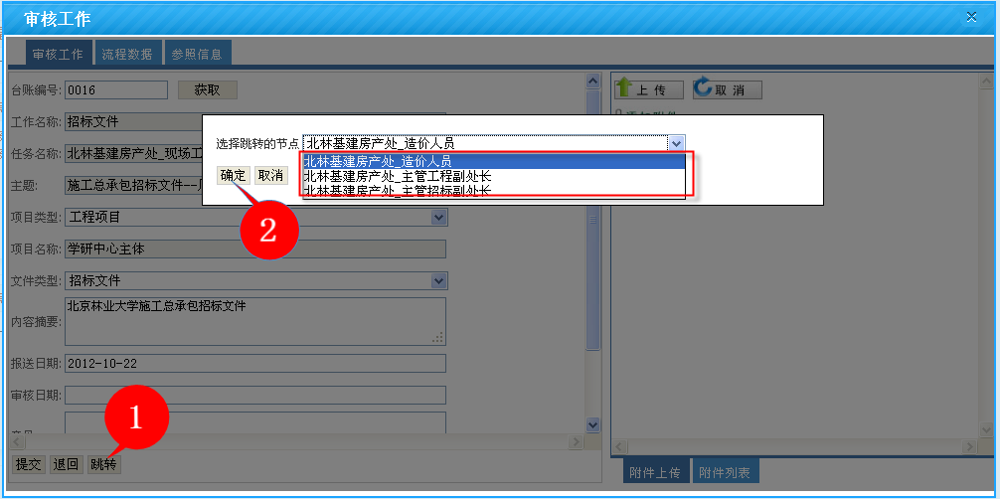 审核工作
审核工作 流程数据 参照信息
台账编号: 0016 获取
上传 取消
工作名称: 招标文件
选择跳转的节点 北林基建房产处_造价人员
北林基建房产处_造价人员
北林基建房产处_主管工程副处长
北林基建房产处_主管招标副处长
确定 取消
任务名称: 北林基建房产处_现场工
主题: 施工总承包招标文件--
2
项目类型: 工程项目
项目名称: 学研中心主体
文件类型: 招标文件
内容摘要: 北京林业大学施工总承包招标文件
报送日期: 2012-10-22
审核日期:
1
提交 退回 跳转
附件上传 附件列表